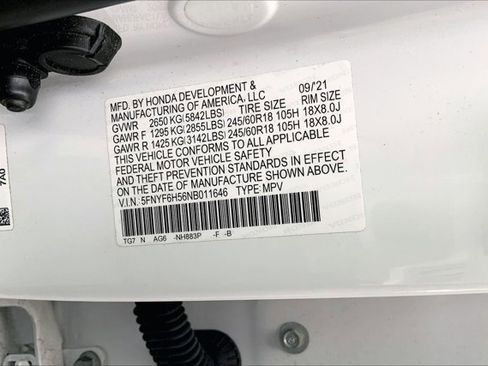 MFD. BY HONDA DEVELOPMENT &
MANUFACTURING OF AMERICA, LLC 09/'21
GVWR 2650 KG(5842LBS) TIRE SIZE RIM SIZE
GAWR F 1295 KG(2855LBS) 245/60R18 105H 18X8.0J
GAWR R 1425 KG(3142LBS) 245/60R18 105H 18X8.0J
THIS VEHICLE CONFORMS TO ALL APPLICABLE
FEDERAL MOTOR VEHICLE SAFETY
AND THEFT PREVENTION STANDARDS IN EFFECT
ON THE DATE OF MANUFACTURE SHOWN ABOVE.
V.I.N.: 5FNYF6H56NB011646 TYPE: MPV
TG7 N AG6 -NH883P -F -B
7A0